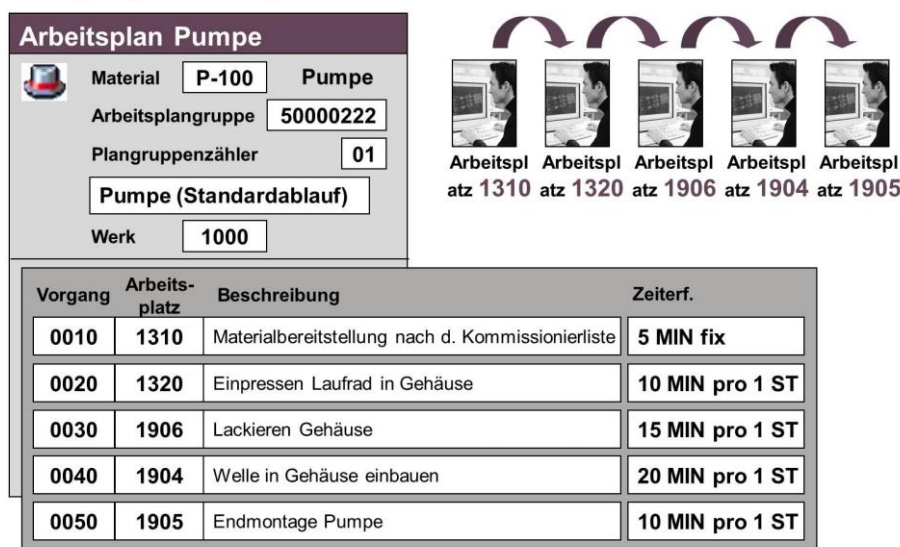 Arbeitsplan Pumpe
Material P-100 Pumpe
Arbeitsplangruppe 50000222
Plangruppenzähler 01
Pumpe (Standardablauf)
Werk 1000
Arbeitspl Arbeitspl Arbeitspl Arbeitspl Arbeitspl
atz 1310 atz 1320 atz 1906 atz 1904 atz 1905
Vorgang Arbeits- Beschreibung Zeiterf.
platz
0010 1310 Materialbereitstellung nach d. Kommissionierliste 5 MIN fix
0020 1320 Einpressen Laufrad in Gehäuse 10 MIN pro 1 ST
0030 1906 Lackieren Gehäuse 15 MIN pro 1 ST
0040 1904 Welle in Gehäuse einbauen 20 MIN pro 1 ST
0050 1905 Endmontage Pumpe 10 MIN pro 1 ST